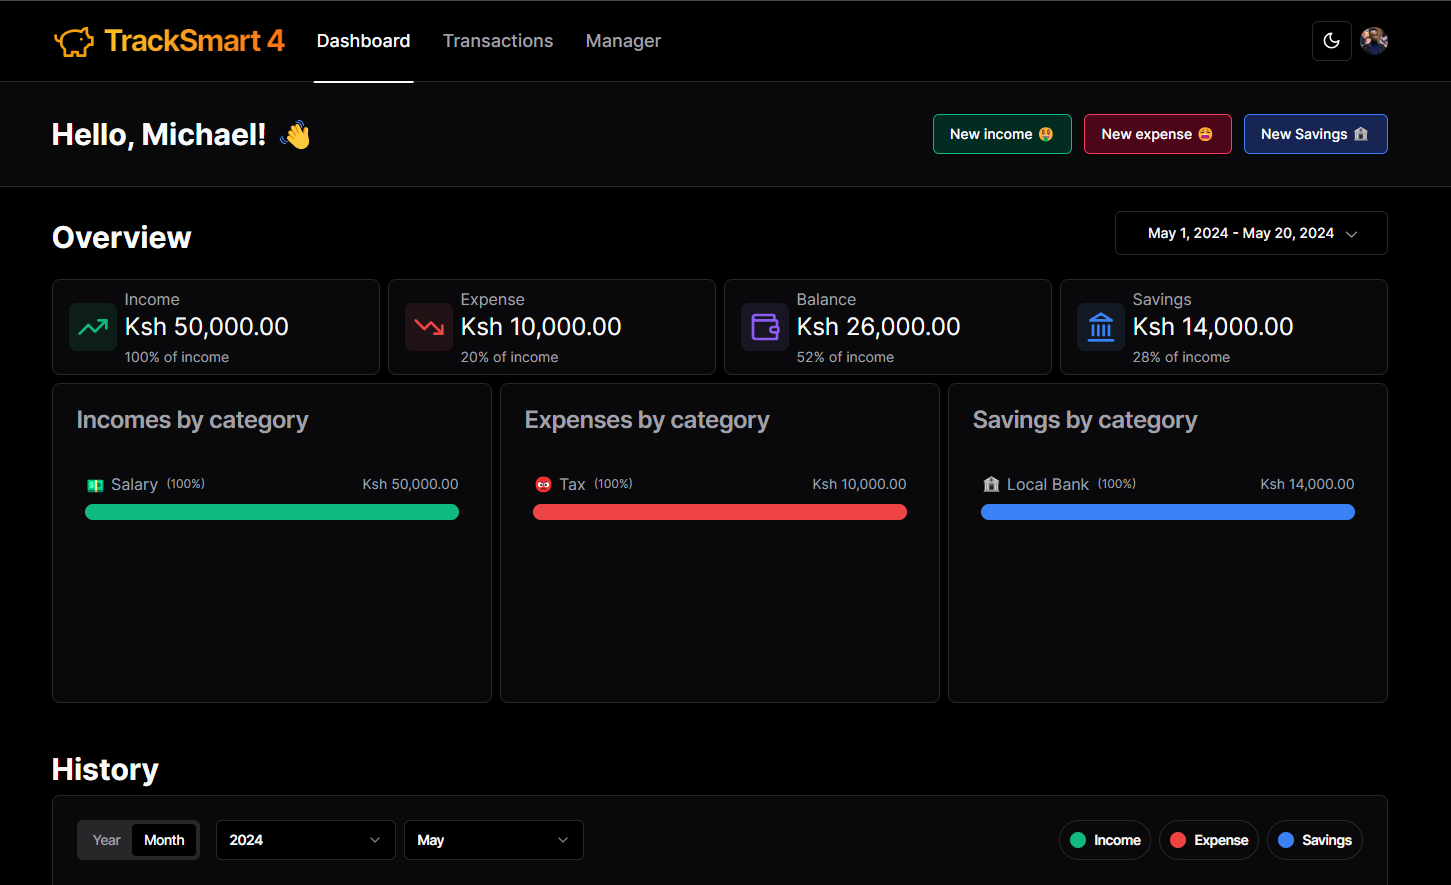 TrackSmart 4 Dashboard Transactions Manager
Hello, Michael! 👋
New income 🤑 New expense 😫 New Savings 🏦
Overview
May 1, 2024 - May 20, 2024
Income
Ksh 50,000.00
100% of income
Expense
Ksh 10,000.00
20% of income
Balance
Ksh 26,000.00
52% of income
Savings
Ksh 14,000.00
28% of income
Incomes by category
Salary (100%) Ksh 50,000.00
Expenses by category
Tax (100%) Ksh 10,000.00
Savings by category
Local Bank (100%) Ksh 14,000.00
History
Year Month 2024 May
Income Expense Savings